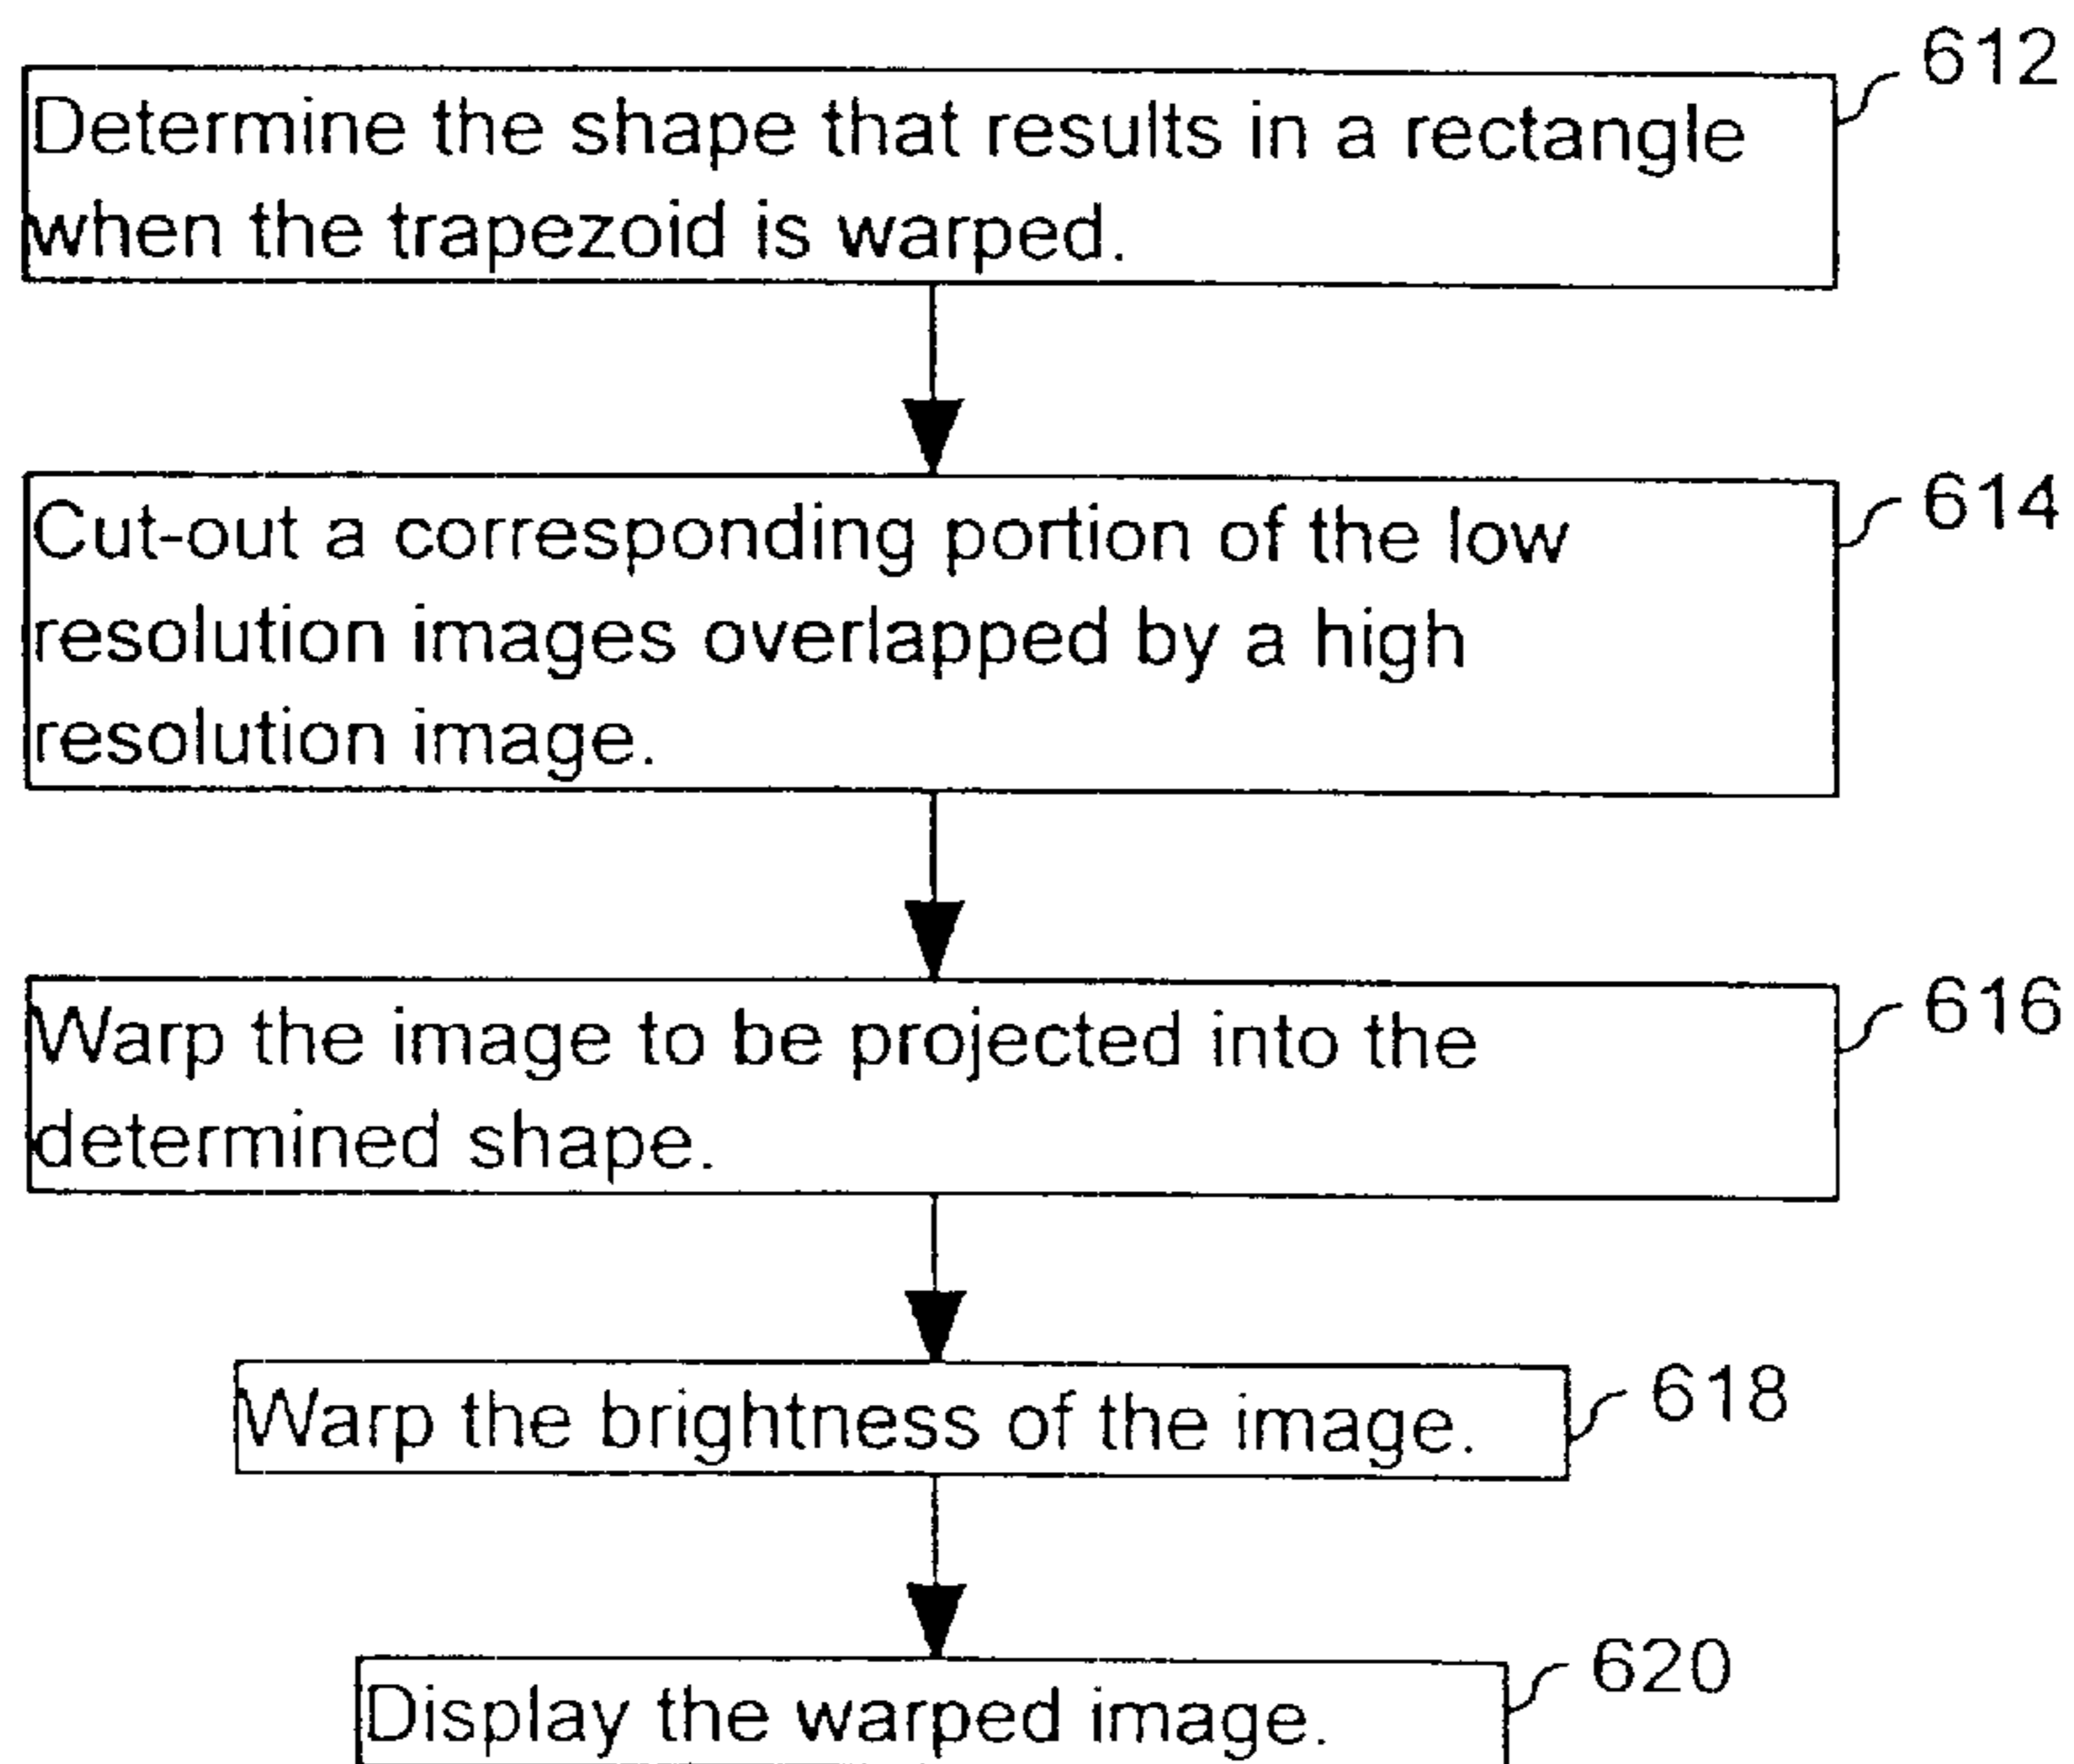 612
Determine the shape that results in a rectangle
when the trapezoid is warped.
614
Cut-out a corresponding portion of the low
resolution images overlapped by a high
resolution image.
616
Warp the image to be projected into the
determined shape.
618
Warp the brightness of the image.
620
Display the warped image.